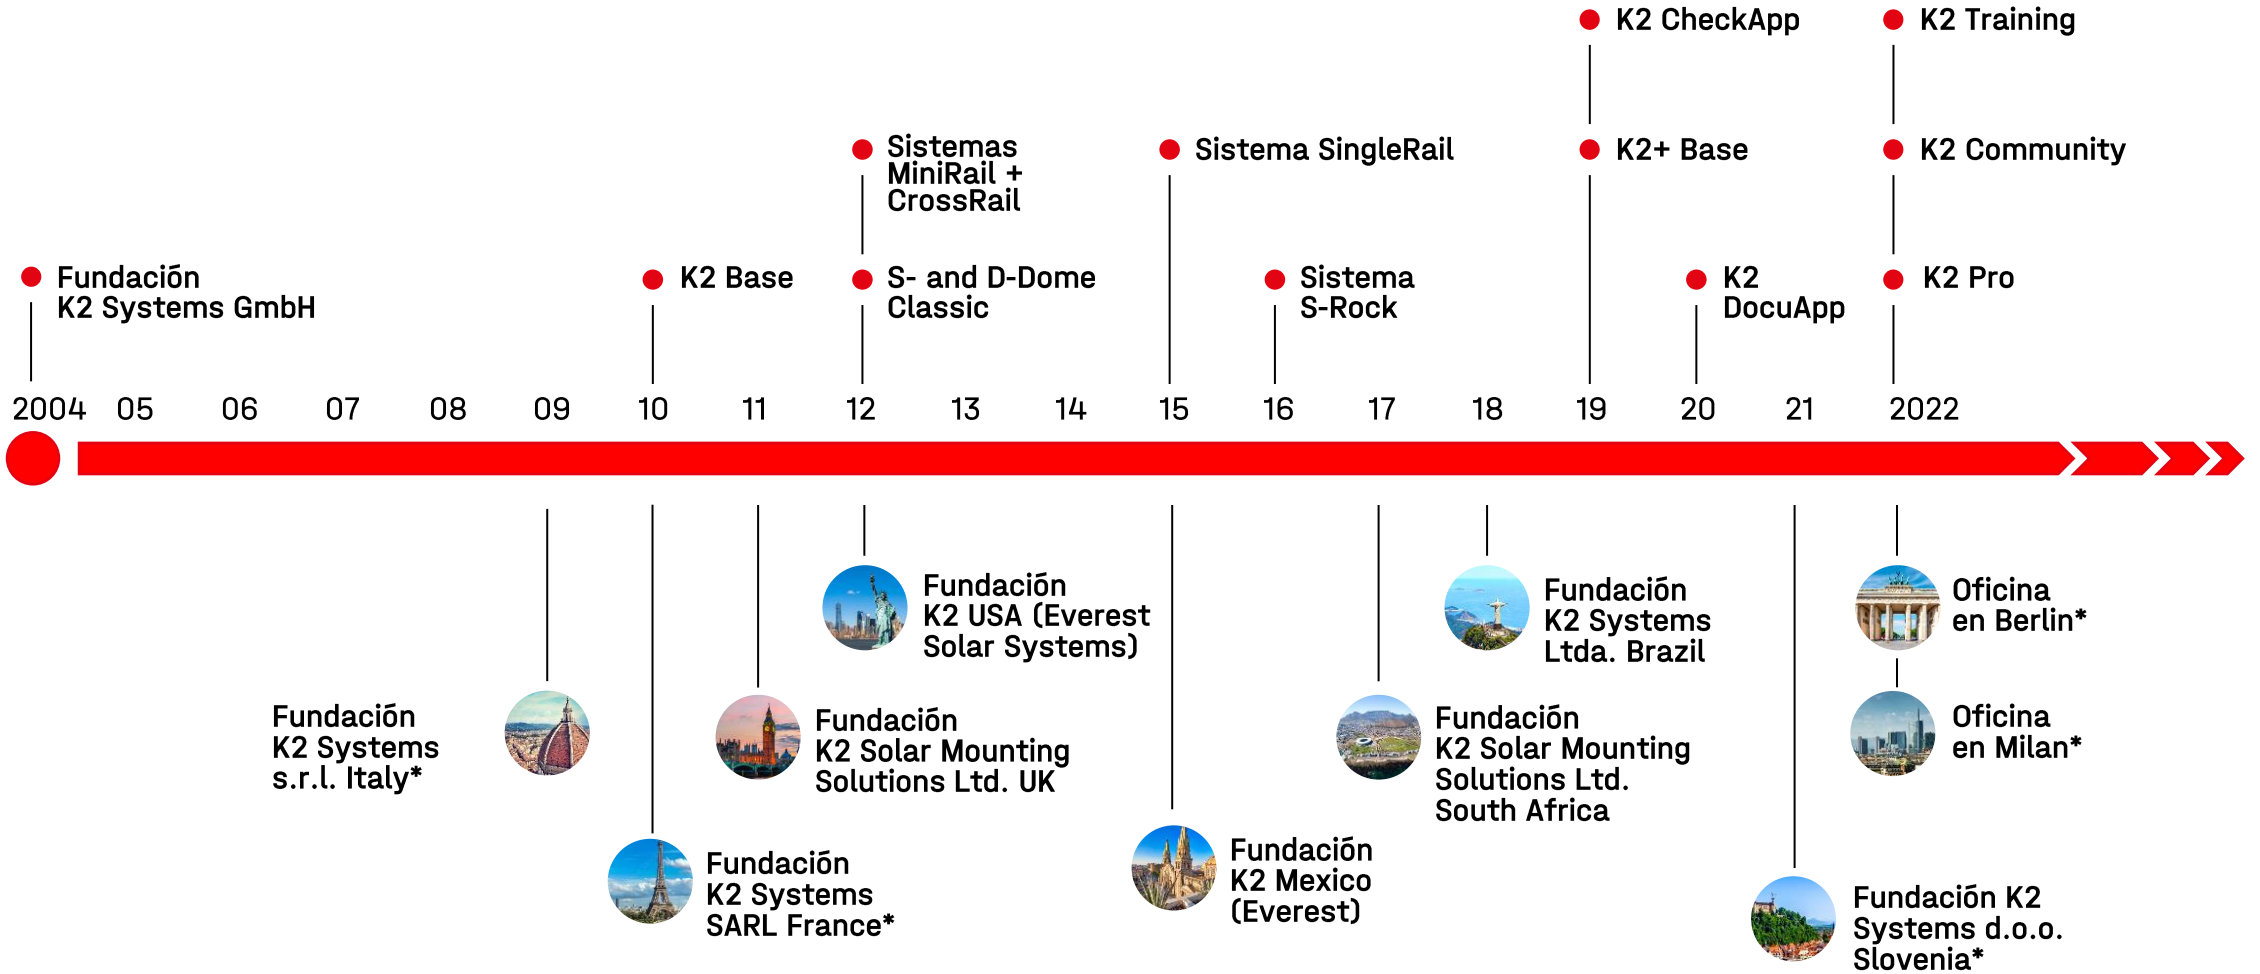 K2 CheckApp
K2 Training
Sistemas
MiniRail +
CrossRail
Sistema SingleRail
K2+ Base
K2 Community
Fundación
K2 Systems GmbH
K2 Base
S- and D-Dome
Classic
Sistema
S-Rock
K2
DocuApp
K2 Pro
2004 05 06 07 08 09 10 11 12 13 14 15 16 17 18 19 20 21 2022
Fundación
K2 USA (Everest
Solar Systems)
Fundación
K2 Systems
Ltda. Brazil
Oficina
en Berlin*
Fundación
K2 Systems
s.r.l. Italy*
Fundación
K2 Solar Mounting
Solutions Ltd. UK
Fundación
K2 Solar Mounting
Solutions Ltd.
South Africa
Oficina
en Milan*
Fundación
K2 Systems
SARL France*
Fundación
K2 Mexico
(Everest)
Fundación K2
Systems d.o.o.
Slovenia*